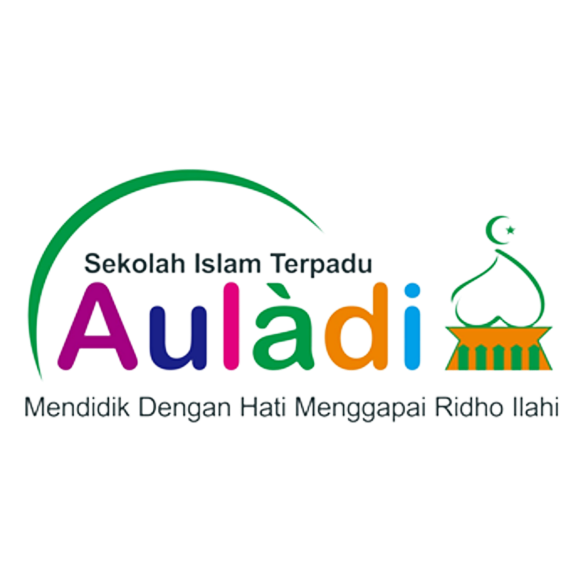 Sekolah Islam Terpadu
Aulàdi
Mendidik Dengan Hati Menggapai Ridho Ilahi